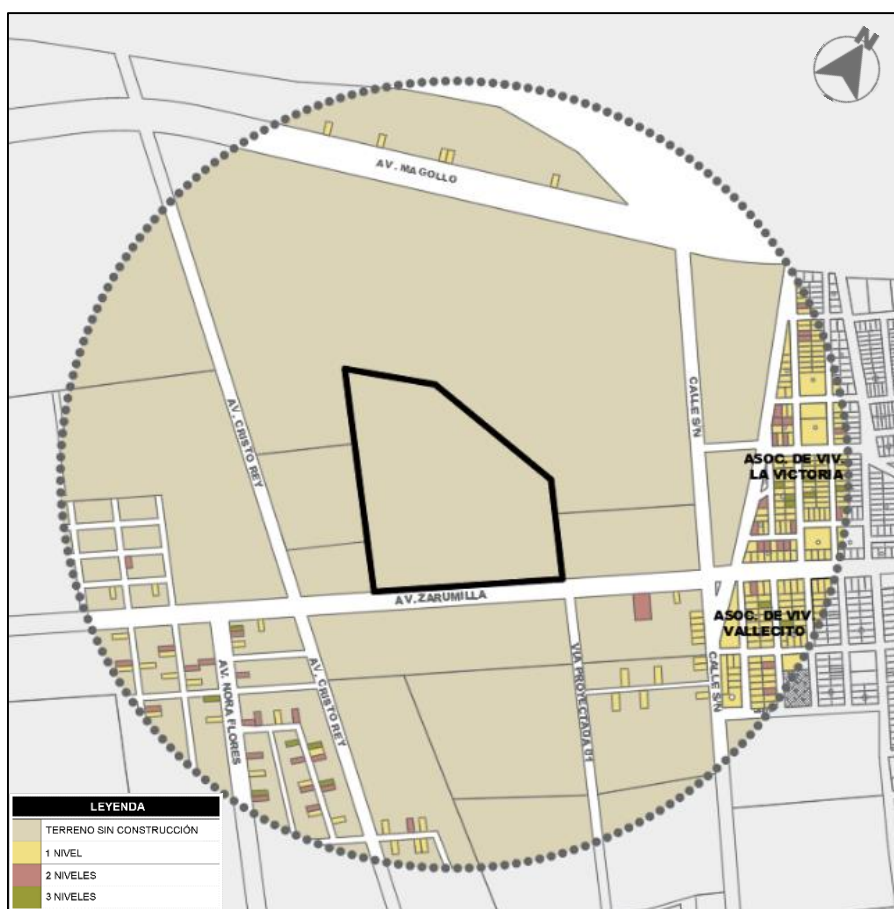 N
AV. MAGOLLO
AV. CRISTO REY
CALLE S/N
ASOC. DE VIV.
LA VICTORIA
AV. ZARUMILLA
ASOC. DE VIV.
VALLECITO
AV. NORA FLORES
AV. CRISTO REY
VIA PROYECTADA 01
CALLE S/N
LEYENDA
TERRENO SIN CONSTRUCCIÓN
1 NIVEL
2 NIVELES
3 NIVELES